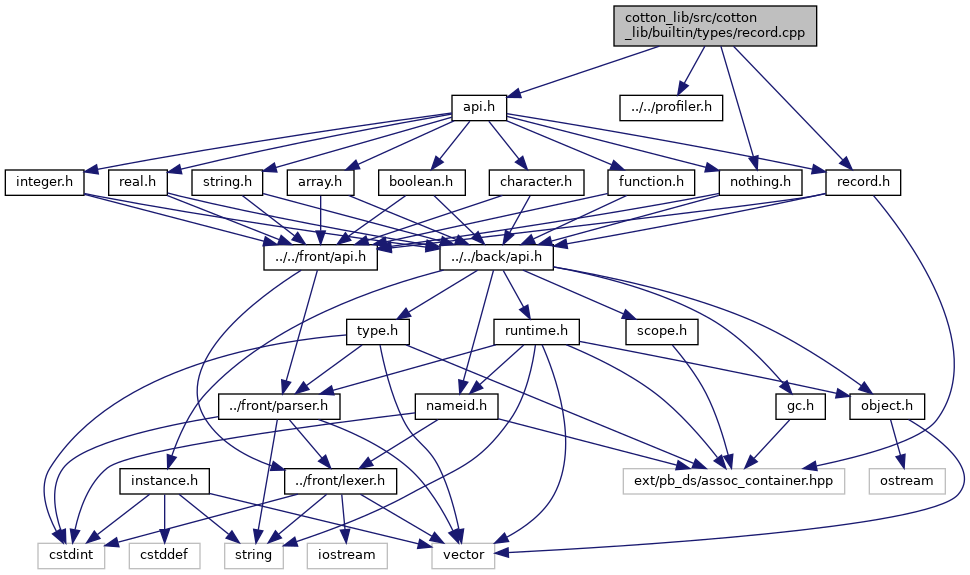 cotton_lib/src/cotton
_lib/builtin/types/record.cpp
api.h
../../profiler.h
integer.h
real.h
string.h
array.h
boolean.h
character.h
function.h
nothing.h
record.h
../../front/api.h
../../back/api.h
type.h
runtime.h
scope.h
../front/parser.h
nameid.h
gc.h
object.h
instance.h
../front/lexer.h
ext/pb_ds/assoc_container.hpp
ostream
cstdint
cstddef
string
iostream
vector